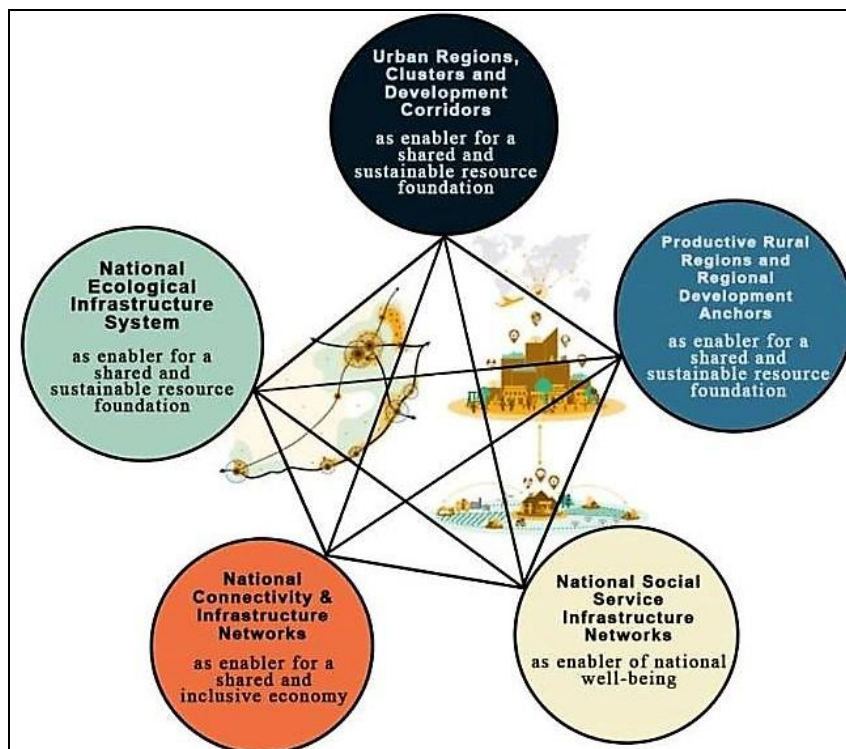 Urban Regions,
Clusters and
Development
Corridors
as enabler for a
shared and
sustainable resource
foundation
National
Ecological
Infrastructure
System
as enabler for a
shared and
sustainable resource
foundation
Productive Rural
Regions and
Regional
Development
Anchors
as enabler for a
shared and
sustainable resource
foundation
National
Connectivity &
Infrastructure
Networks
as enabler for a
shared and
inclusive economy
National Social
Service
Infrastructure
Networks
as enabler of national
well-being